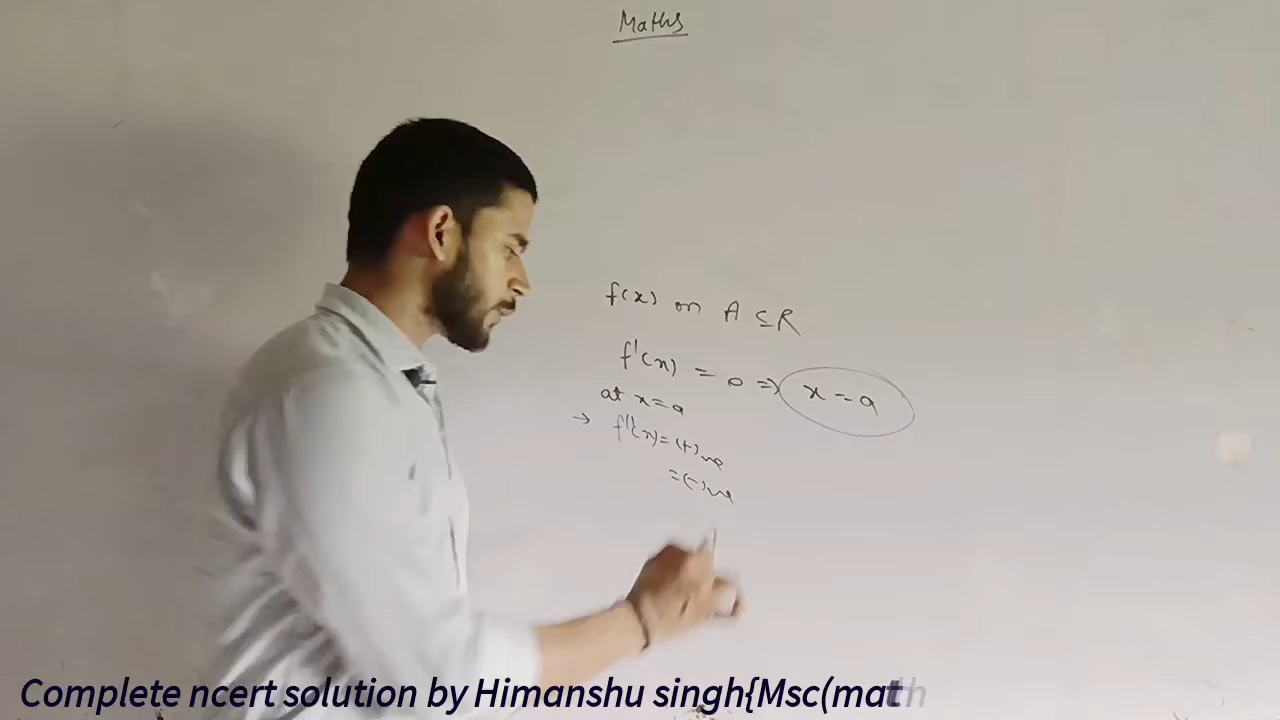 Maths
f(x) on A ⊆ R
f'(x) = 0 ⇒ x = a
at x = a
→ f''(x) = (+)ve
= (-)ve
Complete ncert solution by Himanshu singh{Msc(math